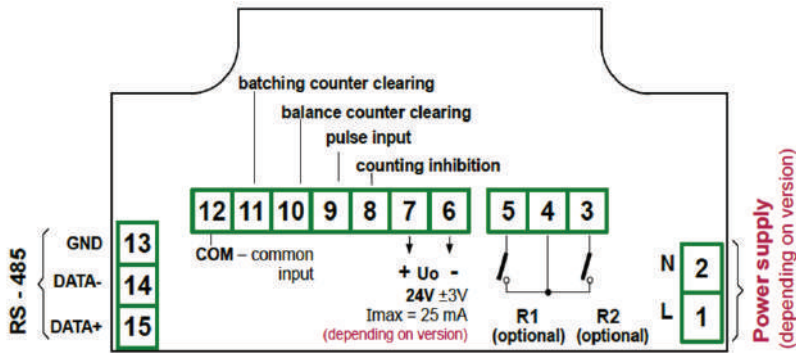 batching counter clearing
balance counter clearing
pulse input
counting inhibition
12 11 10 9 8 7 6
5 4 3
COM – common
input
+ Uo -
24V ±3V
Imax = 25 mA
(depending on version)
R1
(optional)
R2
(optional)
RS - 485
GND 13
DATA- 14
DATA+ 15
N 2
L 1
Power supply
(depending on version)